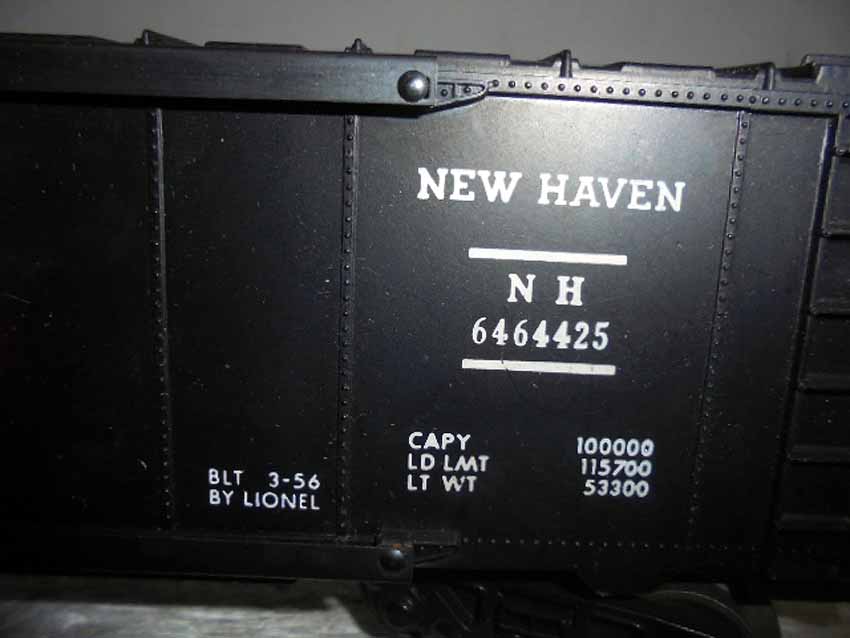 NEW HAVEN
N H
6464425
CAPY 100000
LD LMT 115700
LT WT 53300
BLT 3-56
BY LIONEL